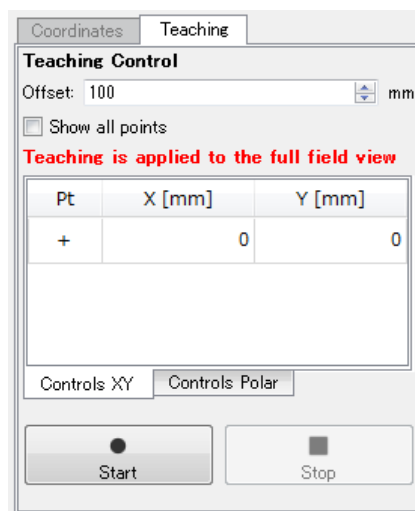 Coordinates Teaching
Teaching Control
Offset: 100 mm
Show all points
Teaching is applied to the full field view
Pt X [mm] Y [mm]
+ 0 0
Controls XY Controls Polar
Start Stop